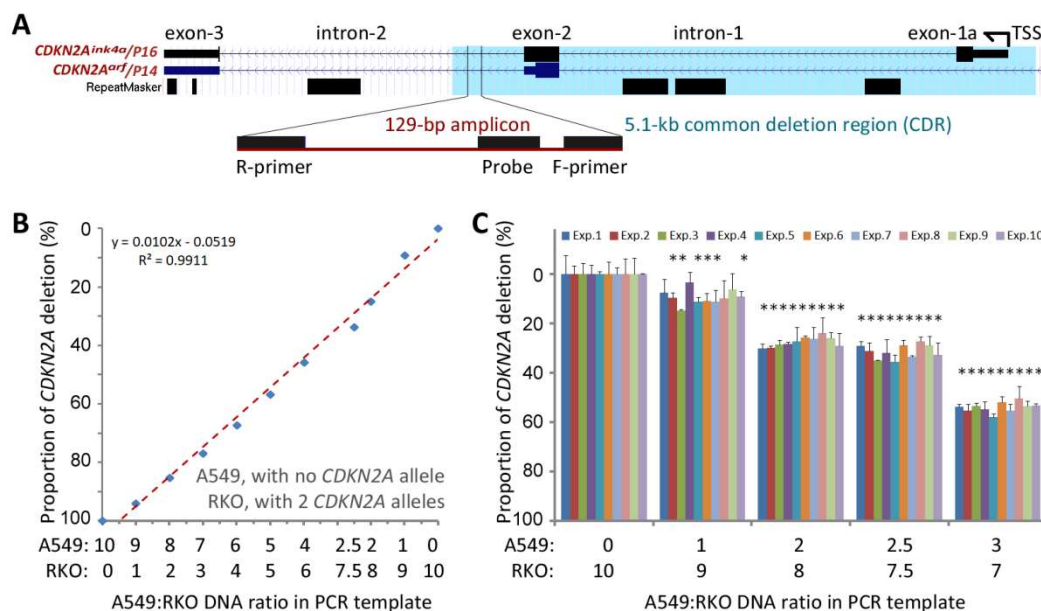 A
exon-3 intron-2 exon-2 intron-1 exon-1a TSS
CDKN2Aink4a/P16
CDKN2Aarf/P14
RepeatMasker
129-bp amplicon 5.1-kb common deletion region (CDR)
R-primer Probe F-primer
B
Proportion of CDKN2A deletion (%)
0
20
40
60
80
100
y = 0.0102x - 0.0519
R² = 0.9911
A549, with no CDKN2A allele
RKO, with 2 CDKN2A alleles
A549: 10 9 8 7 6 5 4 2.5 2 1 0
RKO: 0 1 2 3 4 5 6 7.5 8 9 10
A549:RKO DNA ratio in PCR template
C
Proportion of CDKN2A deletion (%)
Exp.1 Exp.2 Exp.3 Exp.4 Exp.5 Exp.6 Exp.7 Exp.8 Exp.9 Exp.10
0
20
40
60
80
100
** *** *
**********
**********
**********
A549: 0 1 2 2.5 3
RKO: 10 9 8 7.5 7
A549:RKO DNA ratio in PCR template